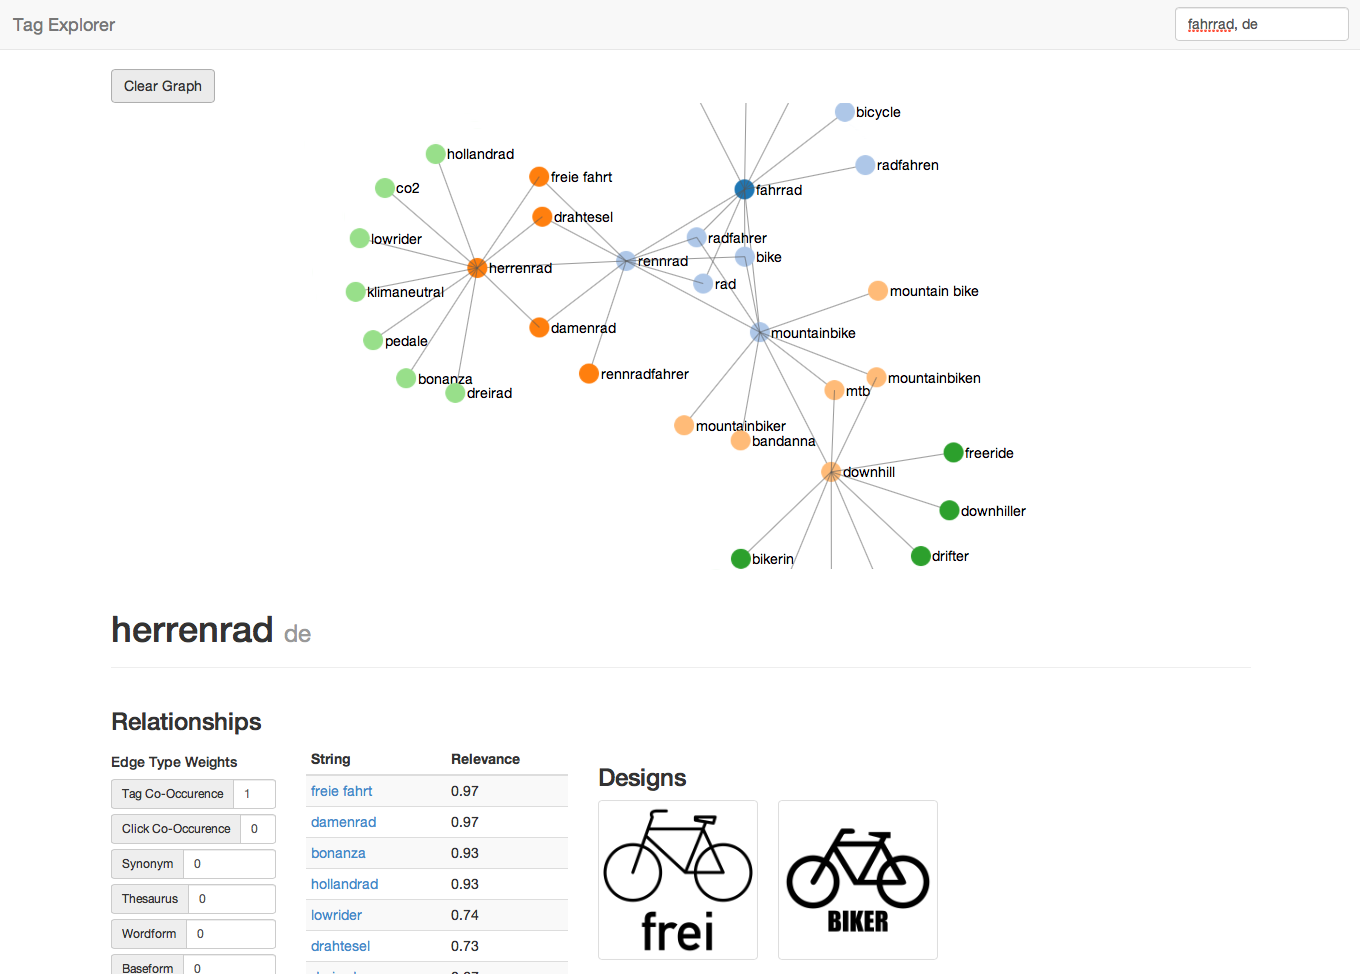 Tag Explorer
fahrrad, de
Clear Graph
bicycle
hollandrad
radfahren
freie fahrt
co2
fahrrad
drahtesel
lowrider
radfahrer
bike
rennrad
herrenrad
rad
klimaneutral
mountain bike
damenrad
mountainbike
pedale
rennradfahrer
bonanza
mountainbiken
dreirad
mtb
mountainbiker
bandanna
freeride
downhill
downhiller
drifter
bikerin
herrenrad de
Relationships
Edge Type Weights
Tag Co-Occurence 1
Click Co-Occurence 0
Synonym 0
Thesaurus 0
Wordform 0
Baseform 0
String Relevance
freie fahrt 0.97
damenrad 0.97
bonanza 0.93
hollandrad 0.93
lowrider 0.74
drahtesel 0.73
Designs
frei
BIKER